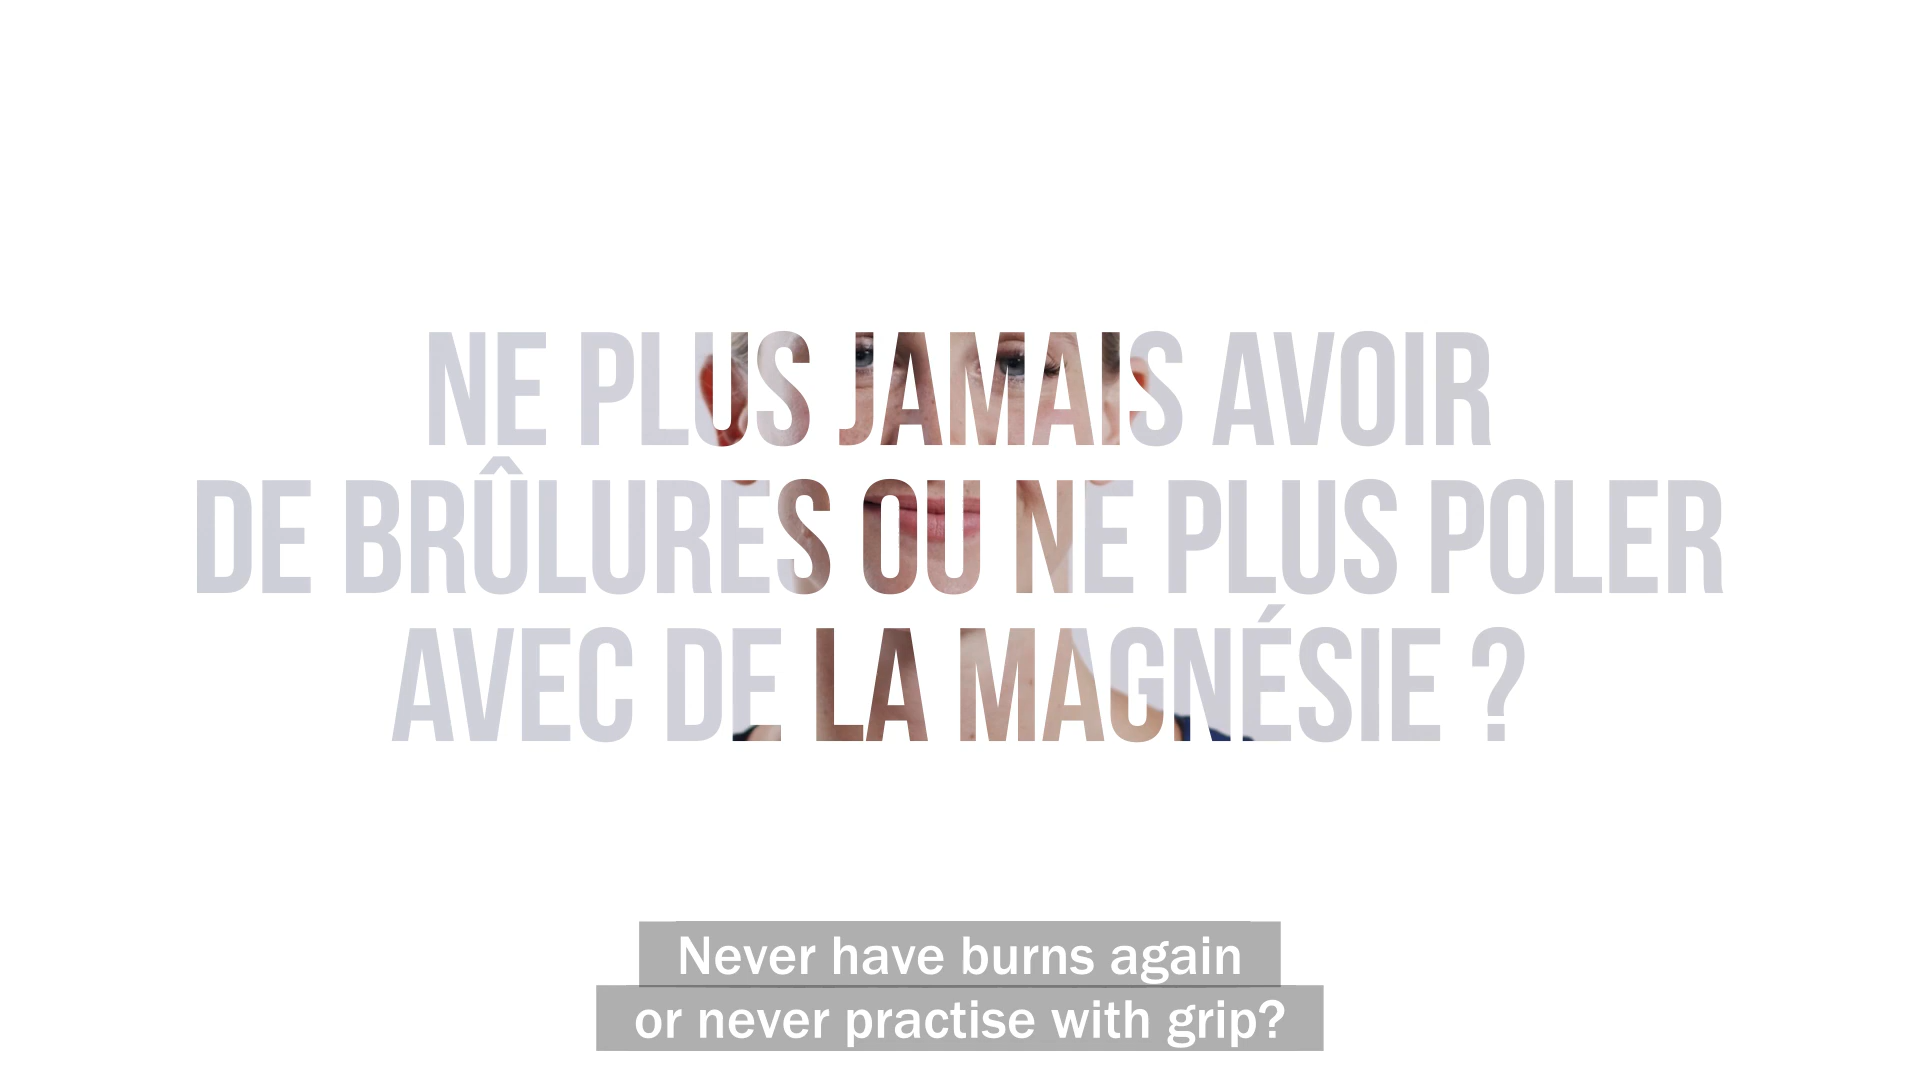 NE PLUS JAMAIS AVOIR
DE BRÛLURES OU NE PLUS POLER
AVEC DE LA MAGNÉSIE ?
Never have burns again
or never practise with grip?